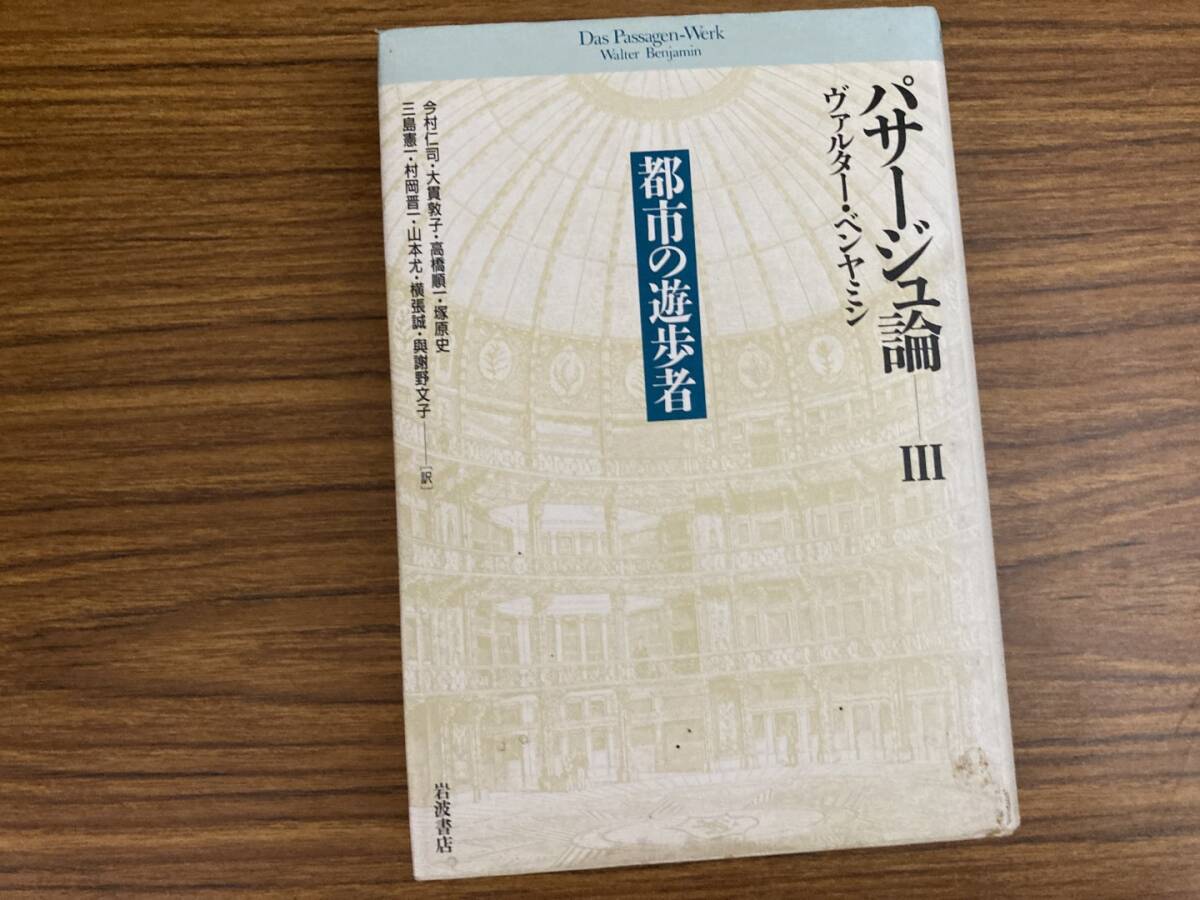 Das Passagen-Werk
Walter Benjamin
パサージュ論——III
ヴァルター・ベンヤミン
都市の遊歩者
今村仁司・大貫敦子・高橋順一・塚原史
三島憲一・村岡晋一・山本尤・横張誠・與謝野文子——[訳]
岩波書店